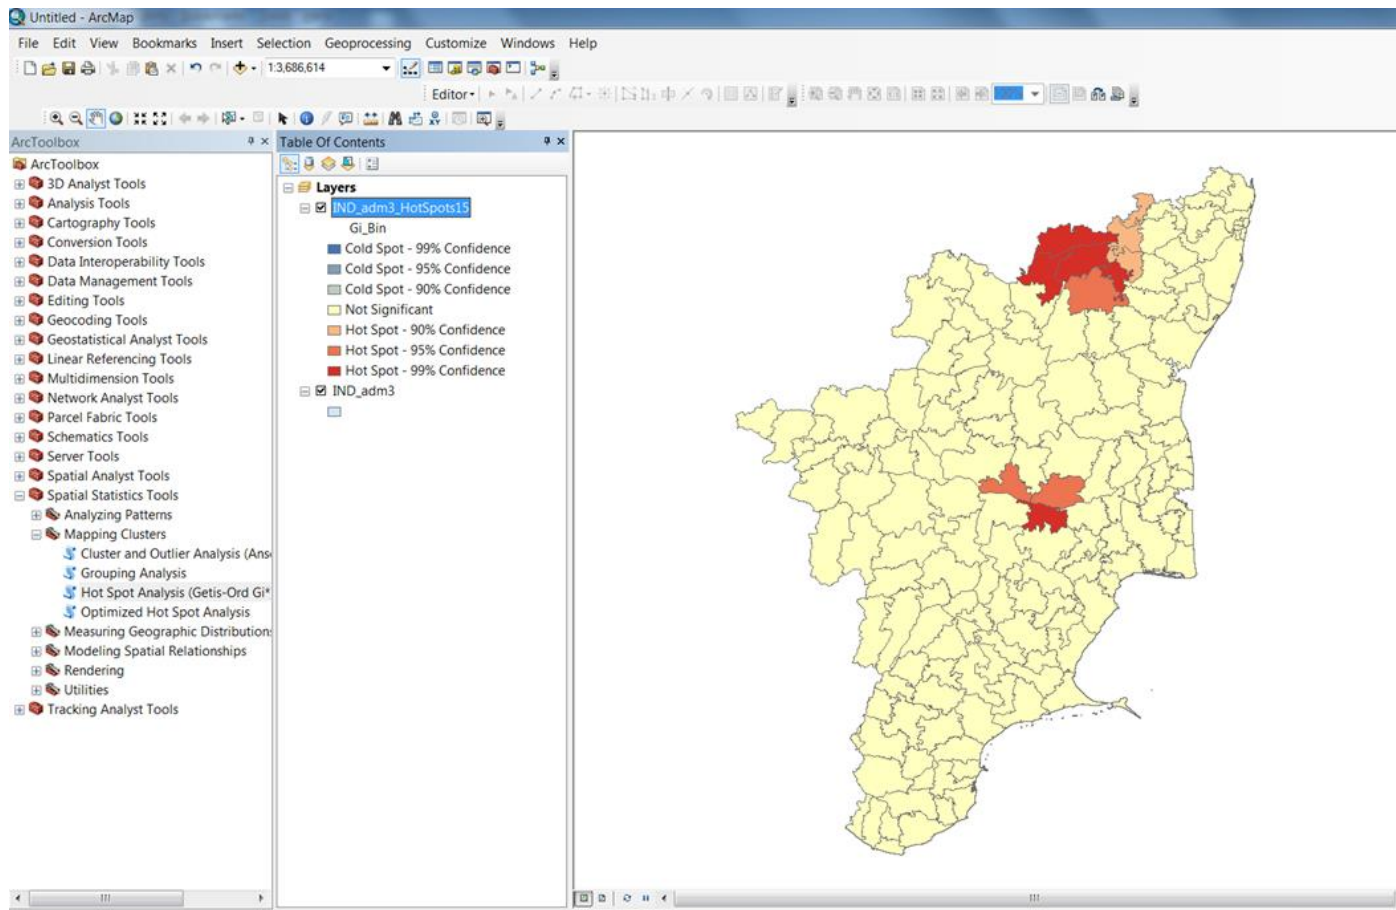 Untitled - ArcMap
File Edit View Bookmarks Insert Selection Geoprocessing Customize Windows Help
1:3,686,614
Editor
ArcToolbox
ArcToolbox
3D Analyst Tools
Analysis Tools
Cartography Tools
Conversion Tools
Data Interoperability Tools
Data Management Tools
Editing Tools
Geocoding Tools
Geostatistical Analyst Tools
Linear Referencing Tools
Multidimension Tools
Network Analyst Tools
Parcel Fabric Tools
Schematics Tools
Server Tools
Spatial Analyst Tools
Spatial Statistics Tools
Analyzing Patterns
Mapping Clusters
Cluster and Outlier Analysis (Anse
Grouping Analysis
Hot Spot Analysis (Getis-Ord Gi*
Optimized Hot Spot Analysis
Measuring Geographic Distributions
Modeling Spatial Relationships
Rendering
Utilities
Tracking Analyst Tools
Table Of Contents
Layers
IND_adm3_HotSpots15
Gi_Bin
Cold Spot - 99% Confidence
Cold Spot - 95% Confidence
Cold Spot - 90% Confidence
Not Significant
Hot Spot - 90% Confidence
Hot Spot - 95% Confidence
Hot Spot - 99% Confidence
IND_adm3